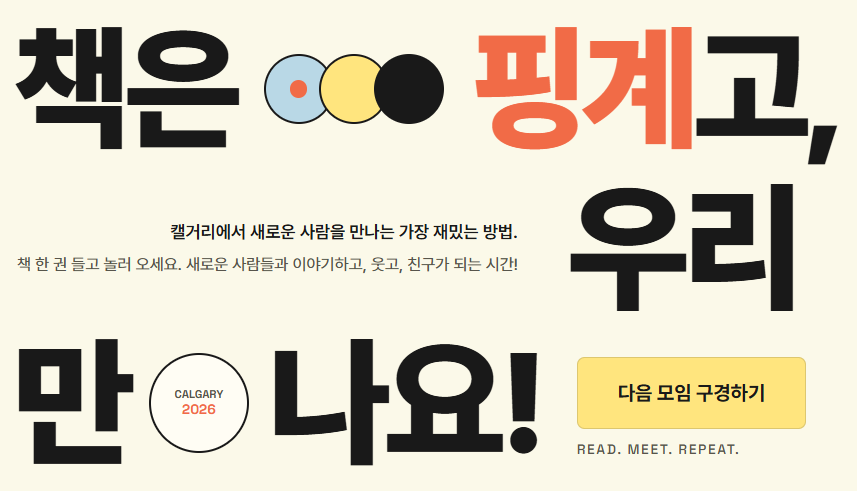 책은 핑계고,
우리
캘거리에서 새로운 사람을 만나는 가장 재밌는 방법.
책 한 권 들고 놀러 오세요. 새로운 사람들과 이야기하고, 웃고, 친구가 되는 시간!
만나요!
CALGARY
2026
다음 모임 구경하기
READ. MEET. REPEAT.